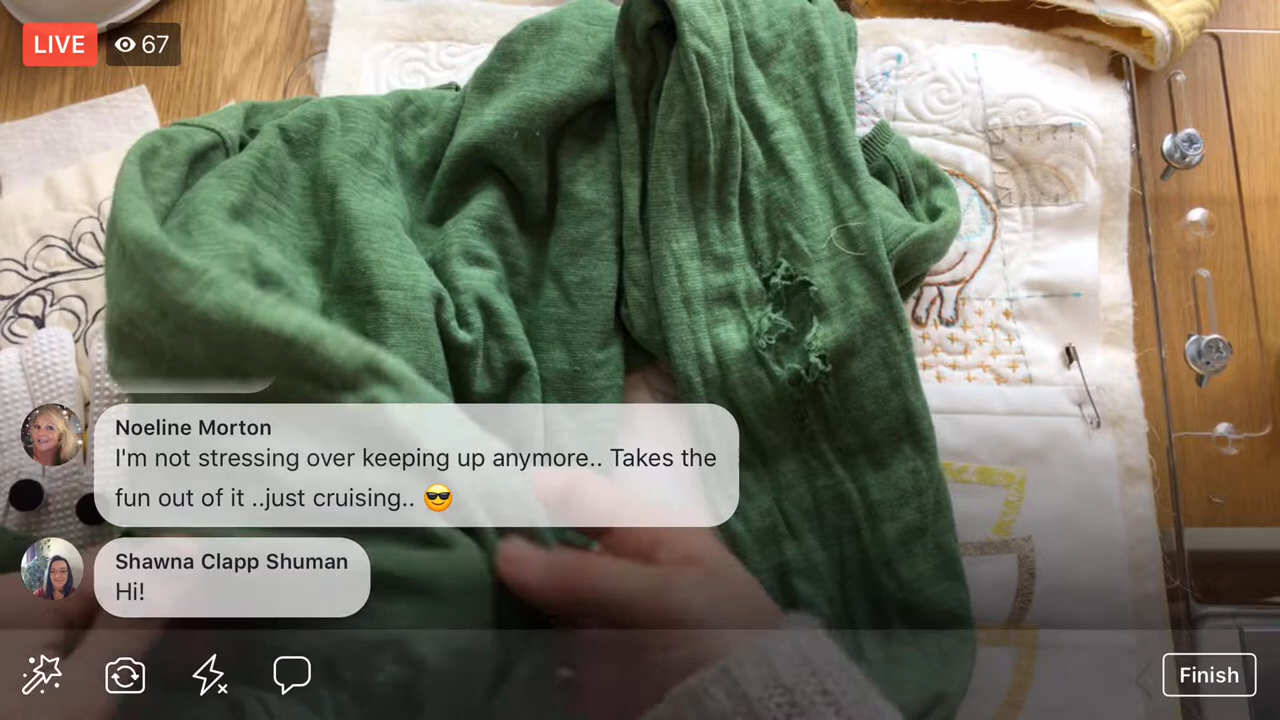 LIVE 67
Noeline Morton
I'm not stressing over keeping up anymore.. Takes the
fun out of it ..just cruising.. 😎
Shawna Clapp Shuman
Hi!
Finish